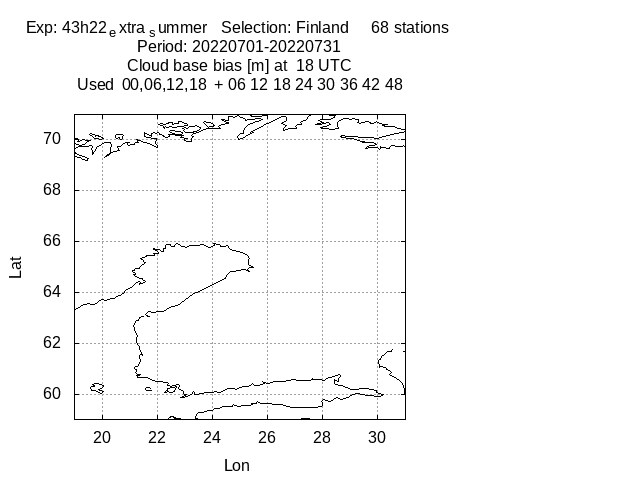 Exp: 43h22extrasummer Selection: Finland 68 stations
Period: 20220701-20220731
Cloud base bias [m] at 18 UTC
Used 00,06,12,18 + 06 12 18 24 30 36 42 48
70
68
66
64
62
60
Lat
20 22 24 26 28 30
Lon